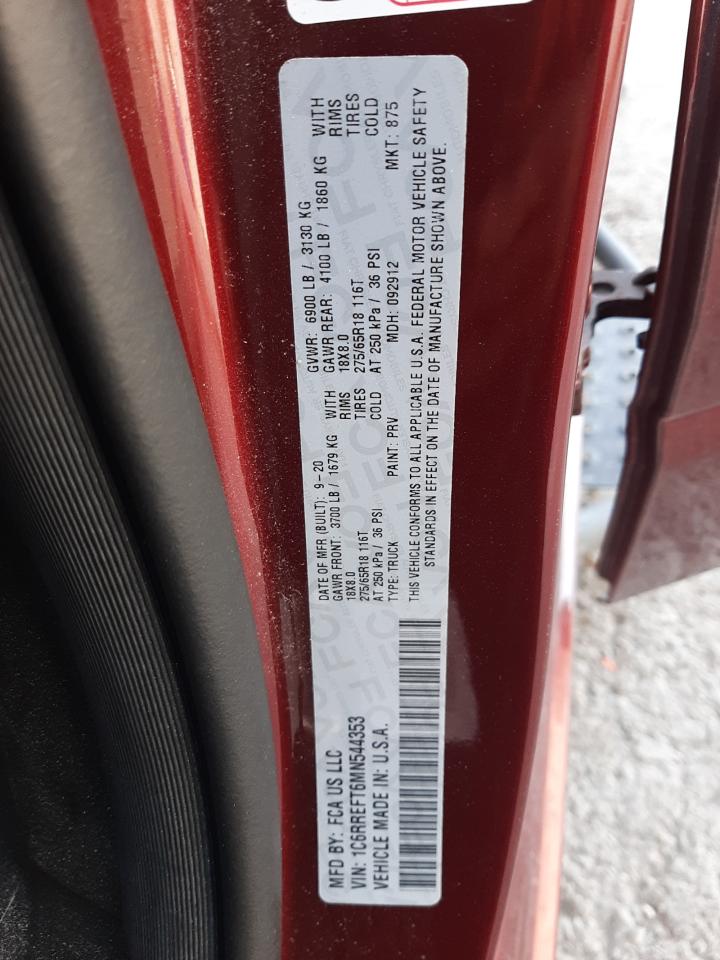 MFD BY: FCA US LLC
VIN: 1C6RREFT6MN544353
VEHICLE MADE IN: U.S.A.
DATE OF MFR (BUILT): 9-20
GAWR FRONT: 3700 LB / 1679 KG WITH
18X8.0 RIMS
275/65R18 116T TIRES
AT 250 kPa / 36 PSI COLD
GVWR: 6900 LB / 3130 KG
GAWR REAR: 4100 LB / 1860 KG WITH
18X8.0 RIMS
275/65R18 116T TIRES
AT 250 kPa / 36 PSI COLD
TYPE: TRUCK PAINT: PRV MDH: 092912 MKT: 875
THIS VEHICLE CONFORMS TO ALL APPLICABLE U.S.A. FEDERAL MOTOR VEHICLE SAFETY
STANDARDS IN EFFECT ON THE DATE OF MANUFACTURE SHOWN ABOVE.